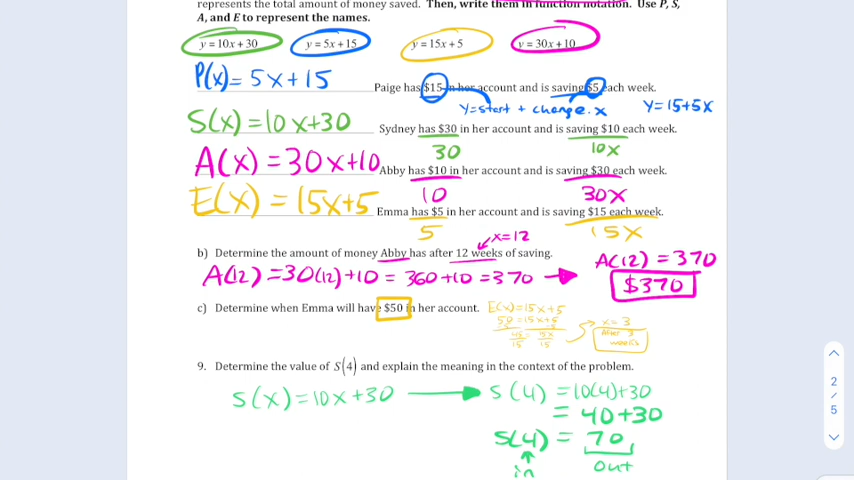 represents the total amount of money saved. Then, write them in function notation. Use P, S,
A, and E to represent the names.
y = 10x + 30 y = 5x + 15 y = 15x + 5 y = 30x + 10
P(x) = 5x + 15
Paige has $15 in her account and is saving $5 each week.
y = start + change · x y = 15 + 5x
S(x) = 10x + 30 Sydney has $30 in her account and is saving $10 each week.
30 10x
A(x) = 30x + 10 Abby has $10 in her account and is saving $30 each week.
10 30x
E(x) = 15x + 5 Emma has $5 in her account and is saving $15 each week.
5 15x
x = 12
b) Determine the amount of money Abby has after 12 weeks of saving.
A(12) = 30(12) + 10 = 360 + 10 = 370 A(12) = 370
$370
c) Determine when Emma will have $50 in her account. E(x) = 15x + 5
50 = 15x + 5
-5 -5
45 = 15x
15 15
x = 3
After 3
weeks
9. Determine the value of S(4) and explain the meaning in the context of the problem.
S(x) = 10x + 30 S(4) = 10(4) + 30
= 40 + 30
S(4) = 70
in out
2
/
5